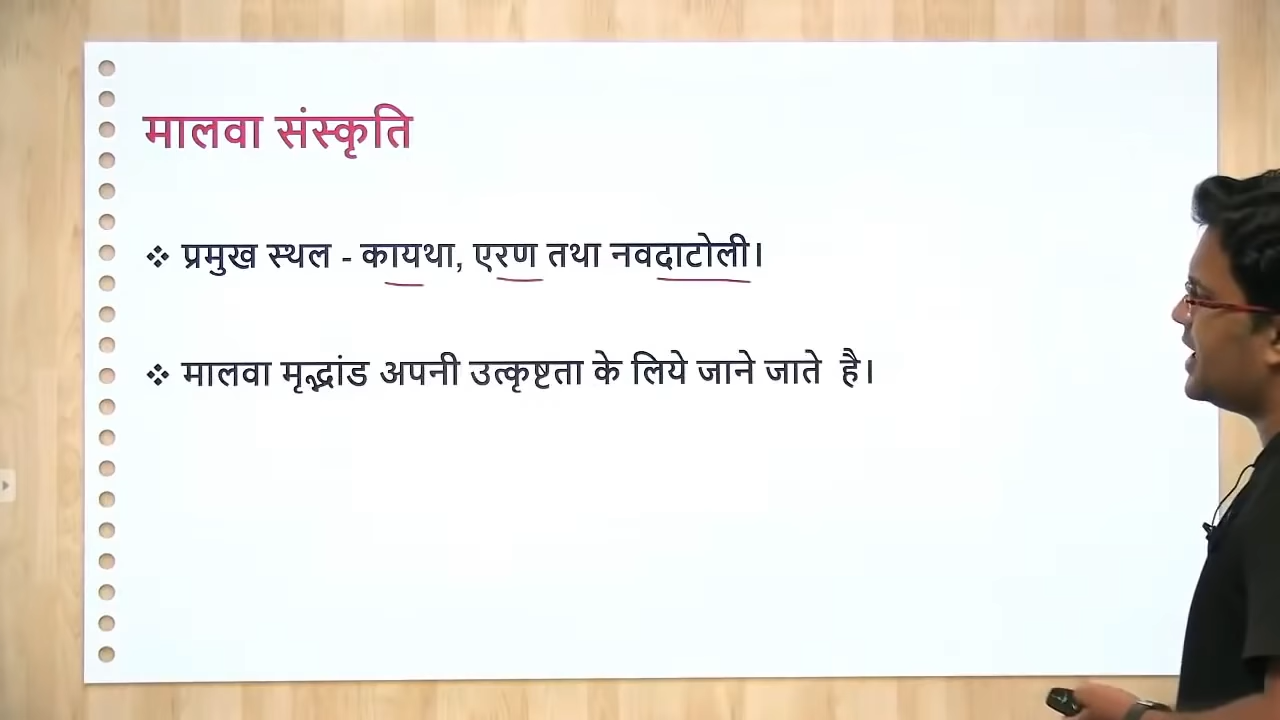 मालवा संस्कृति
❖ प्रमुख स्थल - कायथा, एरण तथा नवदाटोली।
❖ मालवा मृद्भांड अपनी उत्कृष्टता के लिये जाने जाते है।